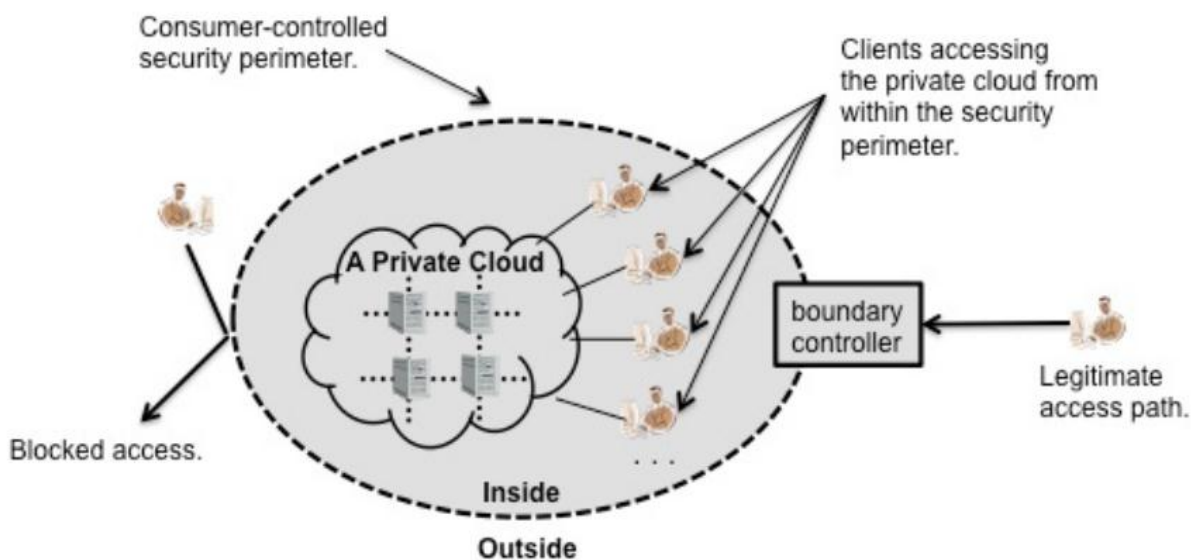 Consumer-controlled
security perimeter.
Clients accessing
the private cloud from
within the security
perimeter.
A Private Cloud
boundary
controller
Legitimate
access path.
Blocked access.
. . .
Inside
Outside